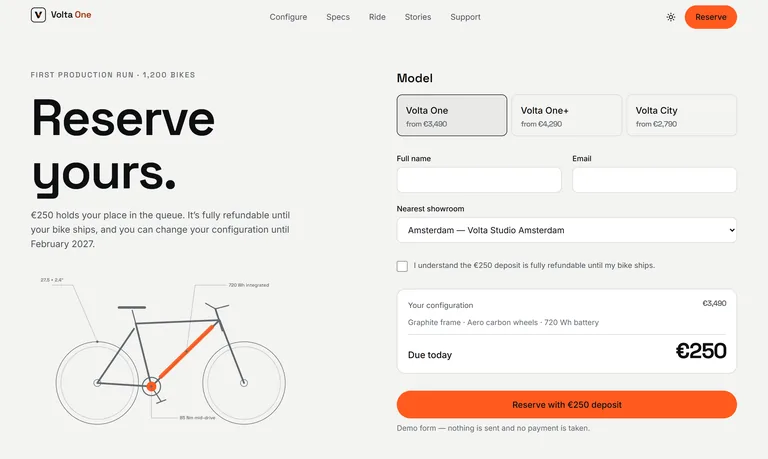 V Volta One
Configure Specs Ride Stories Support
Reserve
FIRST PRODUCTION RUN · 1,200 BIKES
Reserve
yours.
€250 holds your place in the queue. It's fully refundable until
your bike ships, and you can change your configuration until
February 2027.
27.5 × 2.4"
720 Wh integrated
85 Nm mid-drive
Model
Volta One
from €3,490
Volta One+
from €4,290
Volta City
from €2,790
Full name
Email
Nearest showroom
Amsterdam — Volta Studio Amsterdam
I understand the €250 deposit is fully refundable until my bike ships.
Your configuration €3,490
Graphite frame · Aero carbon wheels · 720 Wh battery
Due today €250
Reserve with €250 deposit
Demo form — nothing is sent and no payment is taken.